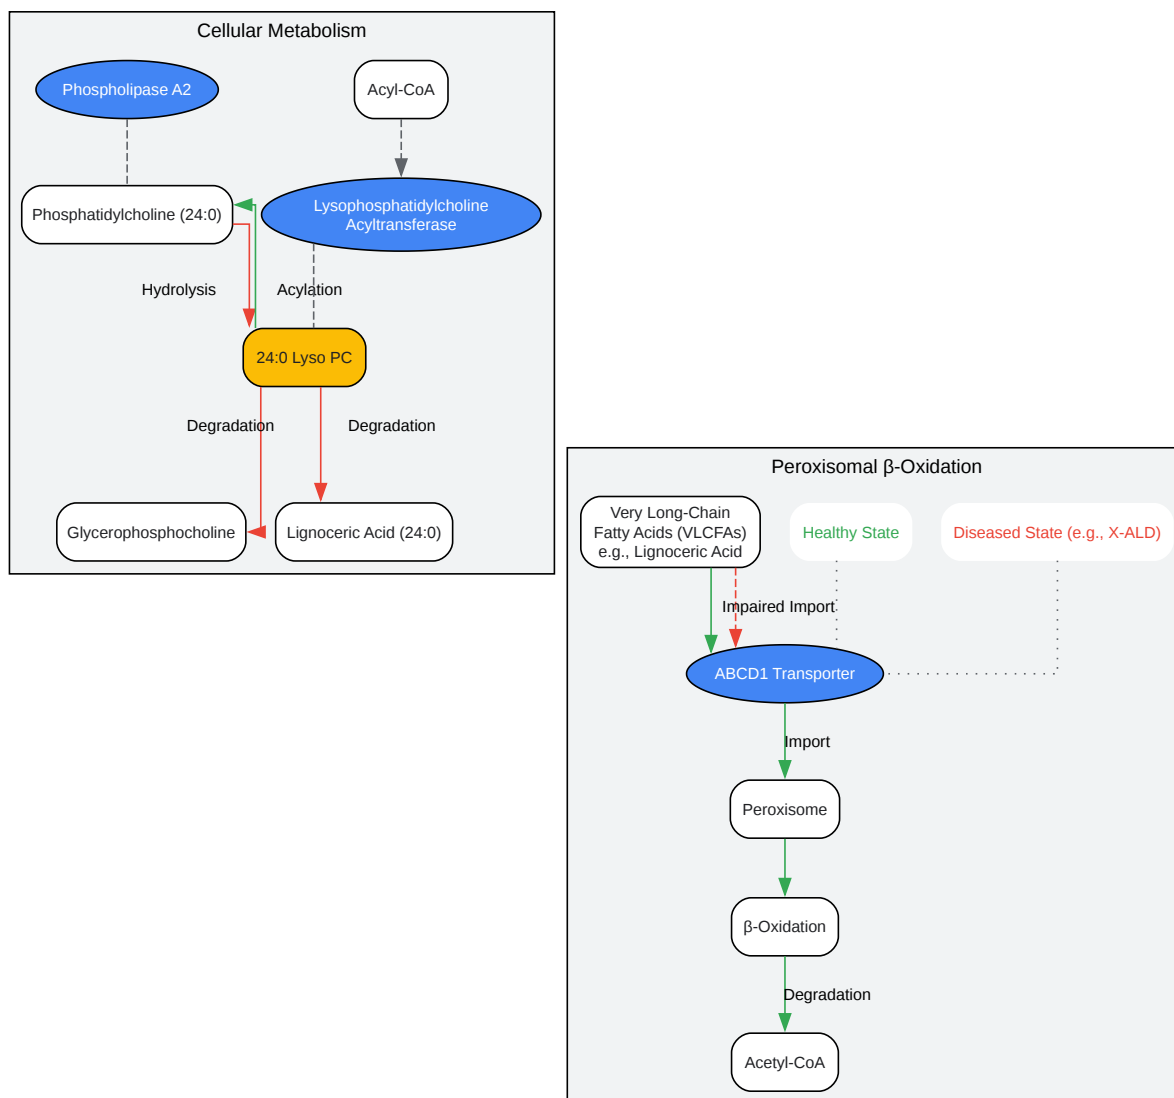 Cellular Metabolism
Phospholipase A2
Acyl-CoA
Phosphatidylcholine (24:0)
Lysophosphatidylcholine
Acyltransferase
Hydrolysis
Acylation
24:0 Lyso PC
Degradation
Degradation
Glycerophosphocholine
Lignoceric Acid (24:0)
Peroxisomal β-Oxidation
Very Long-Chain
Fatty Acids (VLCFAs)
e.g., Lignoceric Acid
Healthy State
Diseased State (e.g., X-ALD)
Impaired Import
ABCD1 Transporter
Import
Peroxisome
β-Oxidation
Degradation
Acetyl-CoA